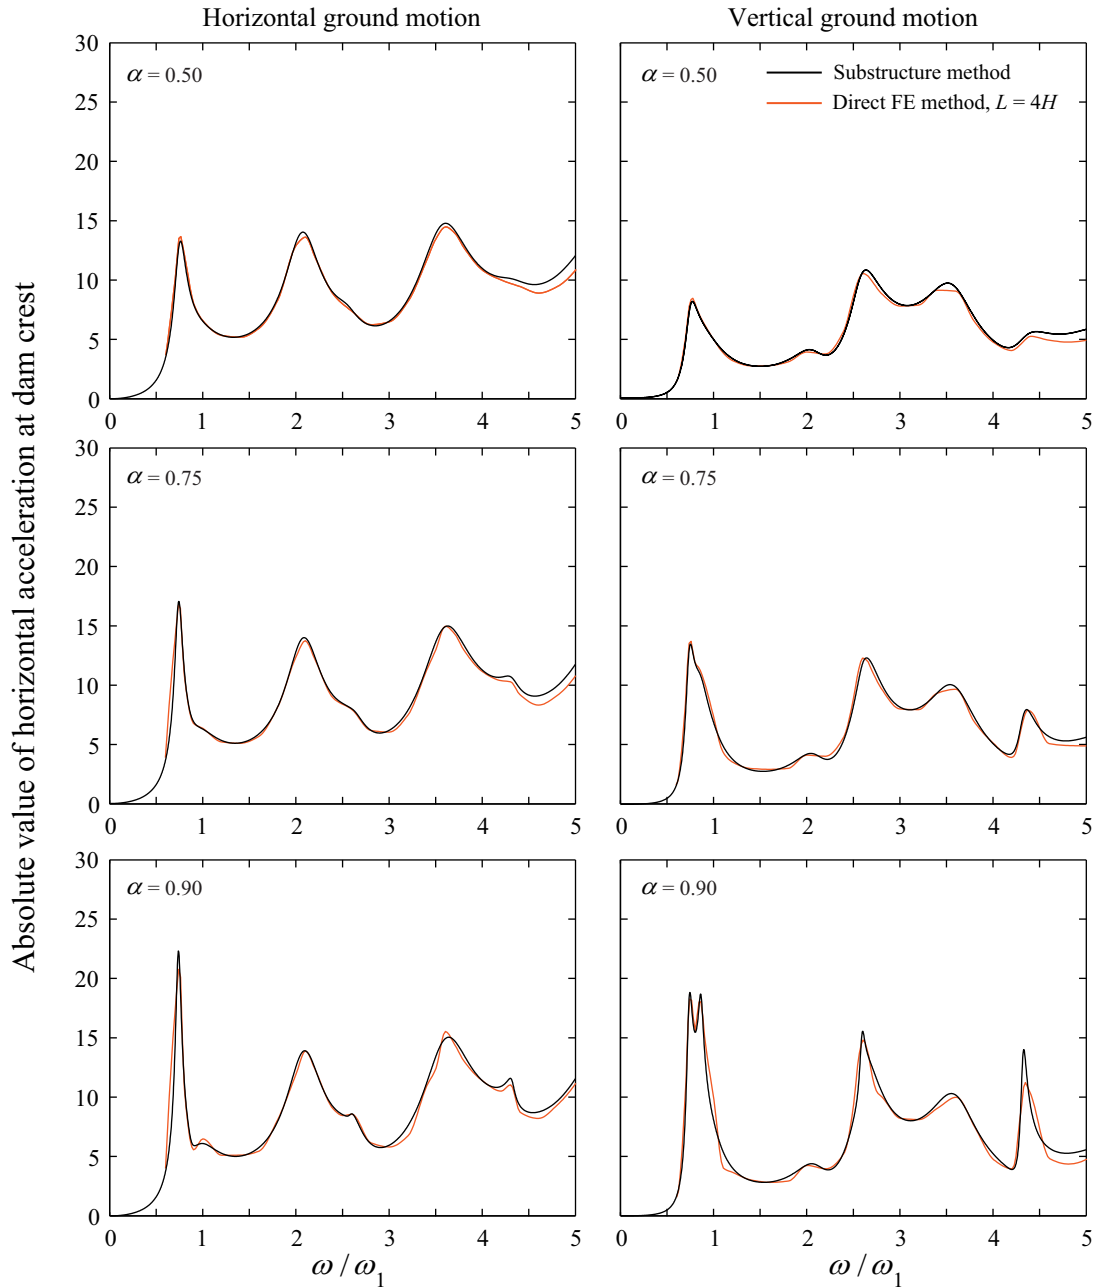 Horizontal ground motion
Vertical ground motion
Absolute value of horizontal acceleration at dam crest
30
25
20
15
10
5
0
α = 0.50
0 1 2 3 4 5
α = 0.50
Substructure method
Direct FE method, L = 4H
0 1 2 3 4 5
30
25
20
15
10
5
0
α = 0.75
0 1 2 3 4 5
α = 0.75
0 1 2 3 4 5
30
25
20
15
10
5
0
α = 0.90
0 1 2 3 4 5
ω / ω₁
α = 0.90
0 1 2 3 4 5
ω / ω₁